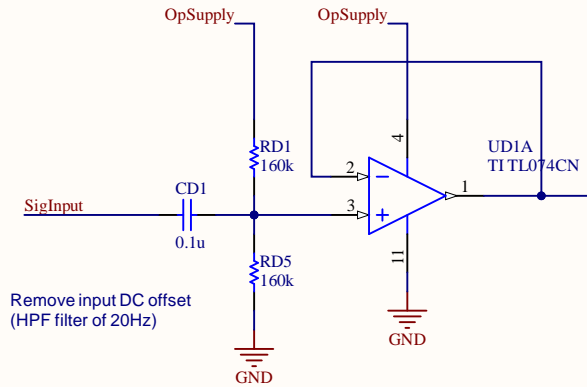 OpSupply
OpSupply
RD1
160k
4
UD1A
TI TL074CN
2
1
CD1
SigInput
3
0.1u
RD5
160k
11
Remove input DC offset
(HPF filter of 20Hz)
GND
GND